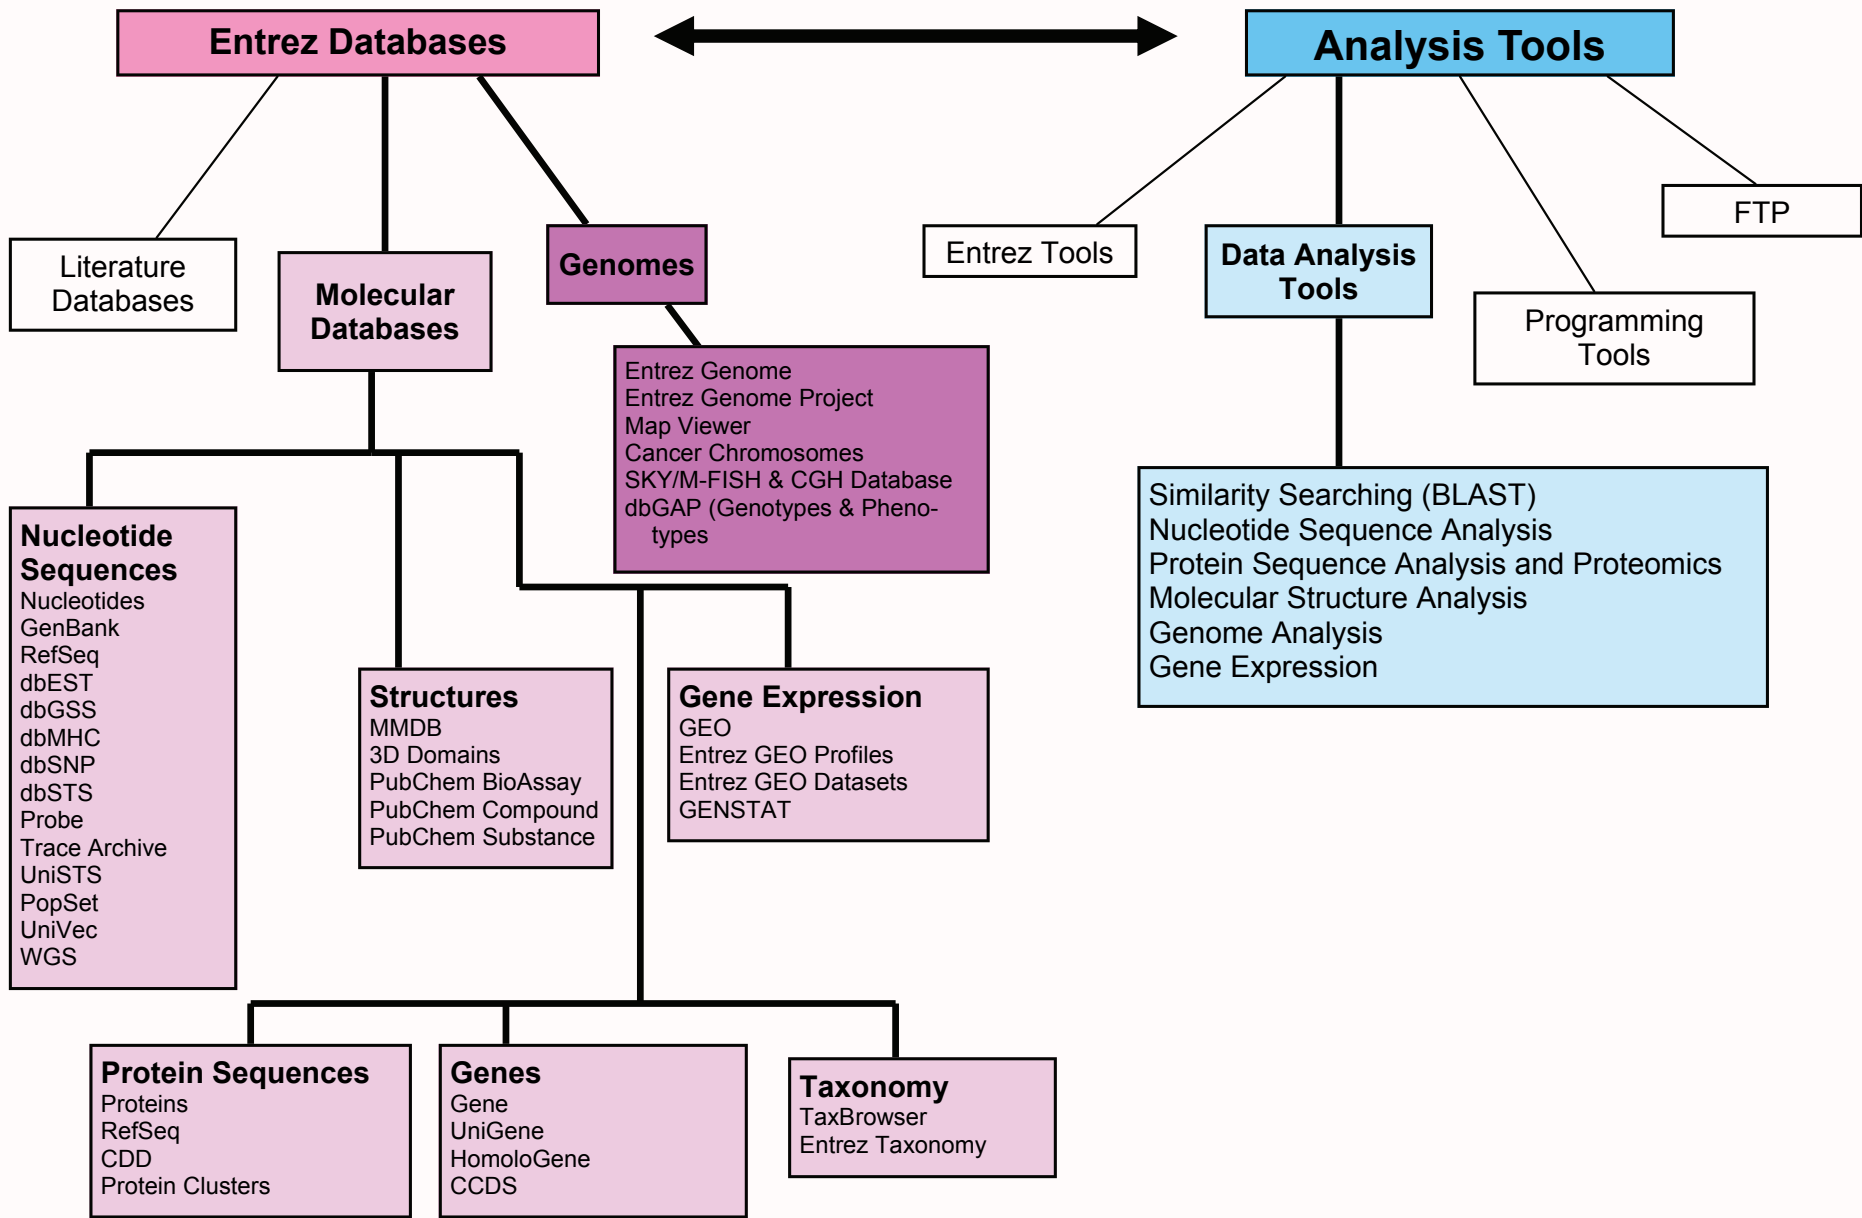 Entrez Databases
Analysis Tools
Literature
Databases
Molecular
Databases
Genomes
Entrez Tools
Data Analysis
Tools
Programming
Tools
FTP
Entrez Genome
Entrez Genome Project
Map Viewer
Cancer Chromosomes
SKY/M-FISH & CGH Database
dbGAP (Genotypes & Pheno-
types
Similarity Searching (BLAST)
Nucleotide Sequence Analysis
Protein Sequence Analysis and Proteomics
Molecular Structure Analysis
Genome Analysis
Gene Expression
Nucleotide
Sequences
Nucleotides
GenBank
RefSeq
dbEST
dbGSS
dbMHC
dbSNP
dbSTS
Probe
Trace Archive
UniSTS
PopSet
UniVec
WGS
Structures
MMDB
3D Domains
PubChem BioAssay
PubChem Compound
PubChem Substance
Gene Expression
GEO
Entrez GEO Profiles
Entrez GEO Datasets
GENSTAT
Protein Sequences
Proteins
RefSeq
CDD
Protein Clusters
Genes
Gene
UniGene
HomoloGene
CCDS
Taxonomy
TaxBrowser
Entrez Taxonomy